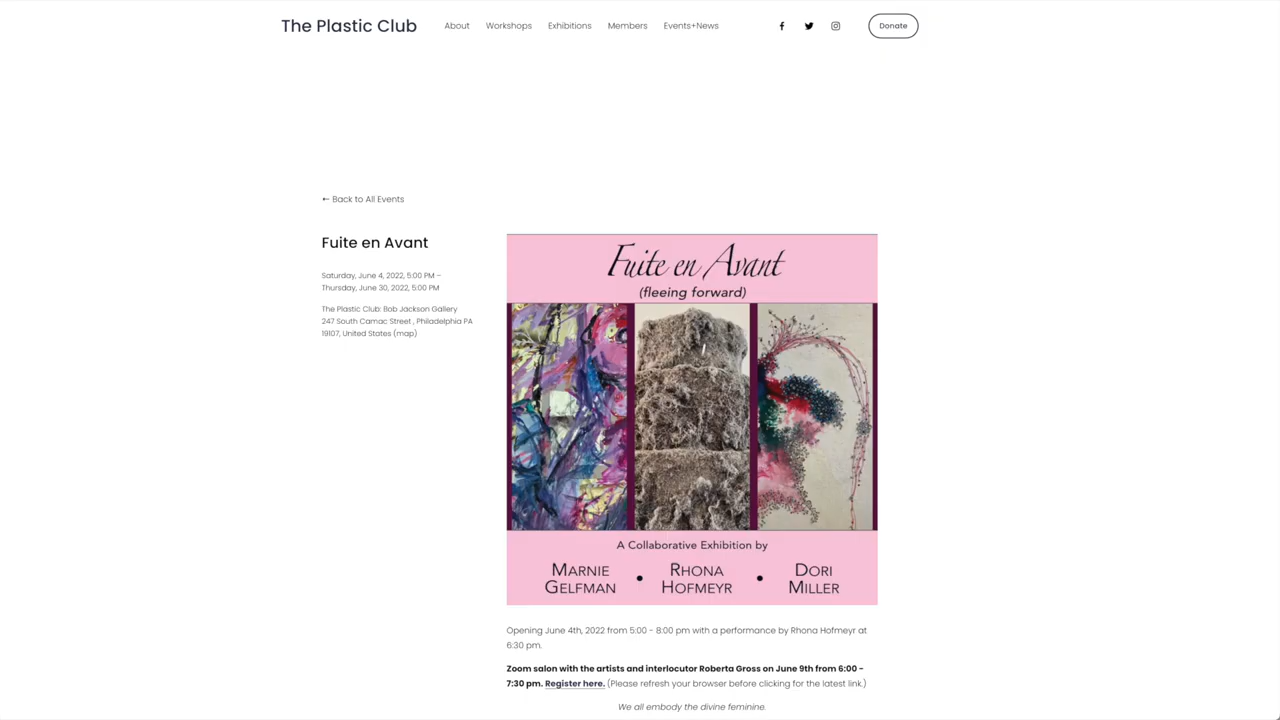 The Plastic Club
About
Workshops
Exhibitions
Members
Events+News
Donate
← Back to All Events
Fuite en Avant
Saturday, June 4, 2022, 5:00 PM –
Thursday, June 30, 2022, 5:00 PM
The Plastic Club: Bob Jackson Gallery
247 South Camac Street , Philadelphia PA
19107, United States (map)
Fuite en Avant
(fleeing forward)
A Collaborative Exhibition by
MARNIE GELFMAN • RHONA HOFMEYR • DORI MILLER
Opening June 4th, 2022 from 5:00 - 8:00 pm with a performance by Rhona Hofmeyr at
6:30 pm.
Zoom salon with the artists and interlocutor Roberta Gross on June 9th from 6:00 -
7:30 pm. Register here. (Please refresh your browser before clicking for the latest link.)
We all embody the divine feminine.